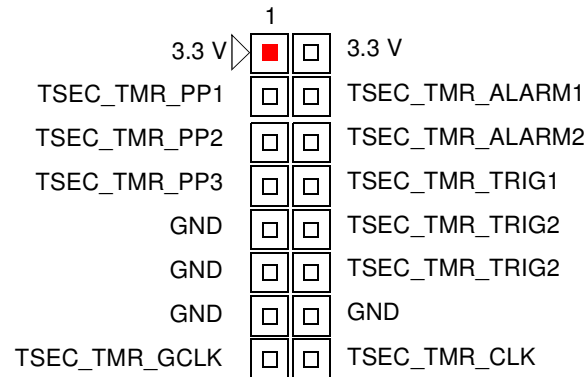 1
3.3 V 3.3 V
TSEC_TMR_PP1 TSEC_TMR_ALARM1
TSEC_TMR_PP2 TSEC_TMR_ALARM2
TSEC_TMR_PP3 TSEC_TMR_TRIG1
GND TSEC_TMR_TRIG2
GND TSEC_TMR_TRIG2
GND GND
TSEC_TMR_GCLK TSEC_TMR_CLK